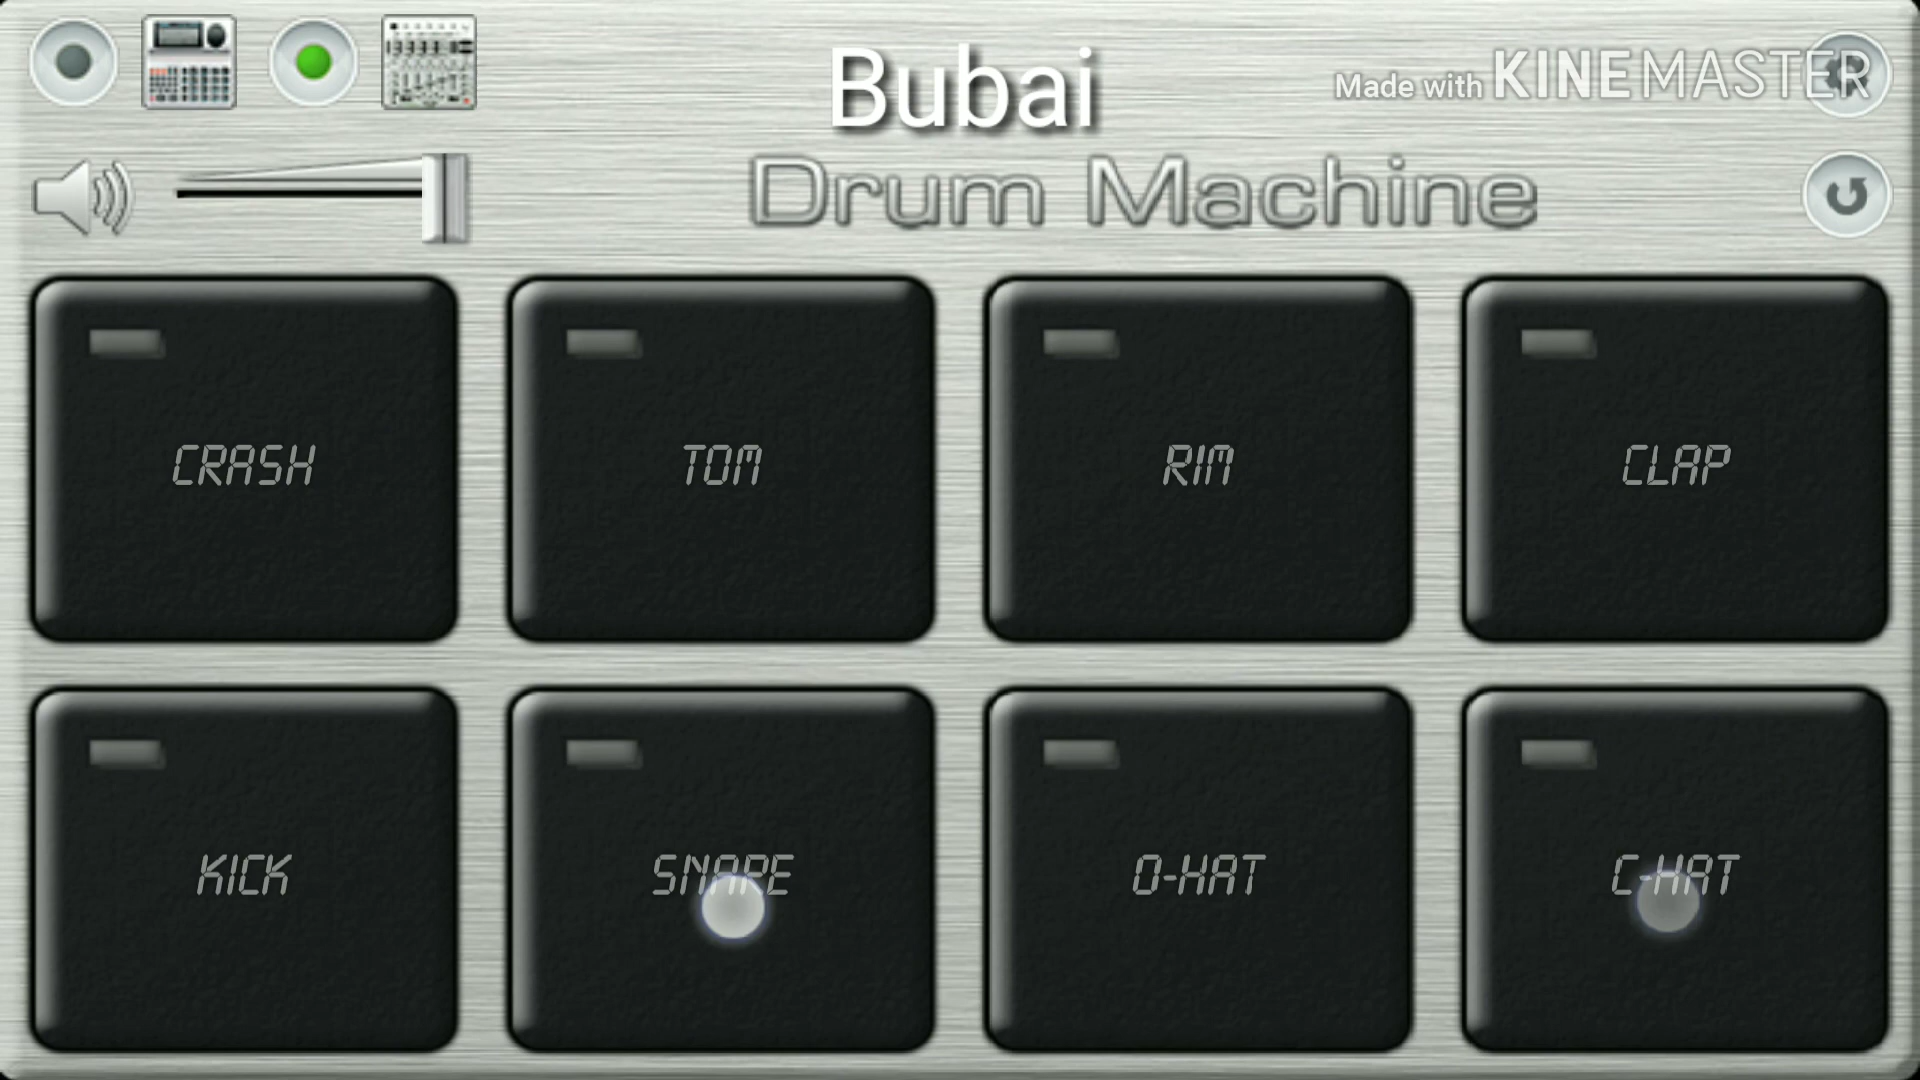 Bubai
Made with KINEMASTER
Drum Machine
CRASH
TOM
RIM
CLAP
KICK
SNARE
O-HAT
C-HAT